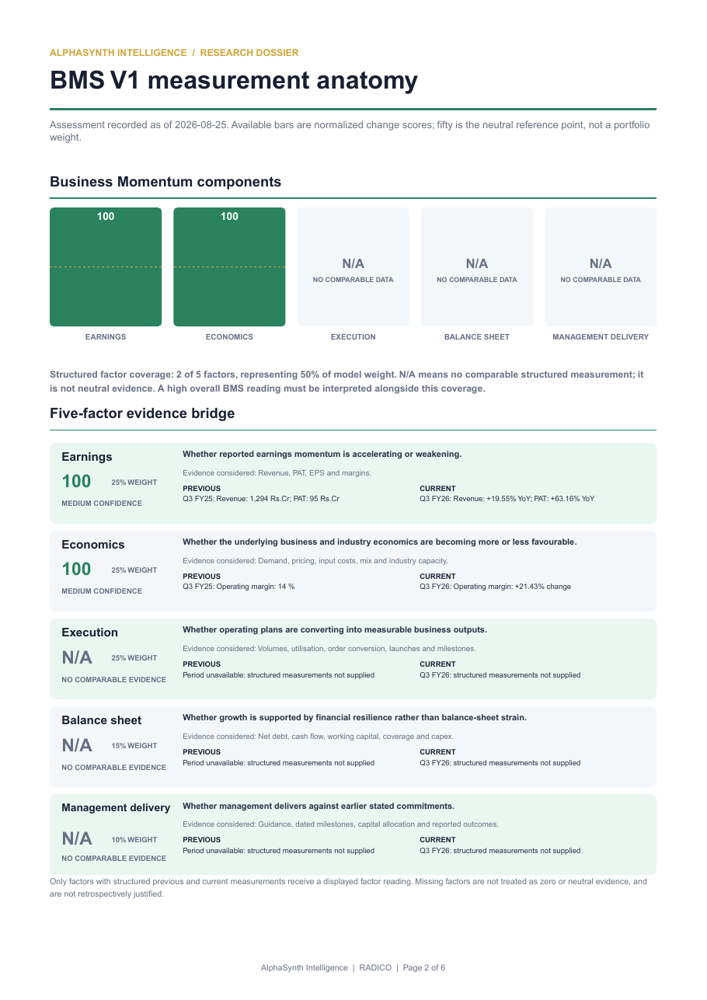 ALPHASYNTH INTELLIGENCE / RESEARCH DOSSIER
BMS V1 measurement anatomy
Assessment recorded as of 2026-08-25. Available bars are normalized change scores; fifty is the neutral reference point, not a portfolio
weight.
Business Momentum components
100
100
N/A
NO COMPARABLE DATA
N/A
NO COMPARABLE DATA
N/A
NO COMPARABLE DATA
EARNINGS
ECONOMICS
EXECUTION
BALANCE SHEET
MANAGEMENT DELIVERY
Structured factor coverage: 2 of 5 factors, representing 50% of model weight. N/A means no comparable structured measurement; it
is not neutral evidence. A high overall BMS reading must be interpreted alongside this coverage.
Five-factor evidence bridge
Earnings
100
25% WEIGHT
MEDIUM CONFIDENCE
Whether reported earnings momentum is accelerating or weakening.
Evidence considered: Revenue, PAT, EPS and margins.
PREVIOUS
Q3 FY25: Revenue: 1,294 Rs.Cr; PAT: 95 Rs.Cr
CURRENT
Q3 FY26: Revenue: +19.55% YoY; PAT: +63.16% YoY
Economics
100
25% WEIGHT
MEDIUM CONFIDENCE
Whether the underlying business and industry economics are becoming more or less favourable.
Evidence considered: Demand, pricing, input costs, mix and industry capacity.
PREVIOUS
Q3 FY25: Operating margin: 14 %
CURRENT
Q3 FY26: Operating margin: +21.43% change
Execution
N/A
25% WEIGHT
NO COMPARABLE EVIDENCE
Whether operating plans are converting into measurable business outputs.
Evidence considered: Volumes, utilisation, order conversion, launches and milestones.
PREVIOUS
Period unavailable: structured measurements not supplied
CURRENT
Q3 FY26: structured measurements not supplied
Balance sheet
N/A
15% WEIGHT
NO COMPARABLE EVIDENCE
Whether growth is supported by financial resilience rather than balance-sheet strain.
Evidence considered: Net debt, cash flow, working capital, coverage and capex.
PREVIOUS
Period unavailable: structured measurements not supplied
CURRENT
Q3 FY26: structured measurements not supplied
Management delivery
N/A
10% WEIGHT
NO COMPARABLE EVIDENCE
Whether management delivers against earlier stated commitments.
Evidence considered: Guidance, dated milestones, capital allocation and reported outcomes.
PREVIOUS
Period unavailable: structured measurements not supplied
CURRENT
Q3 FY26: structured measurements not supplied
Only factors with structured previous and current measurements receive a displayed factor reading. Missing factors are not treated as zero or neutral evidence, and
are not retrospectively justified.
AlphaSynth Intelligence | RADICO | Page 2 of 6